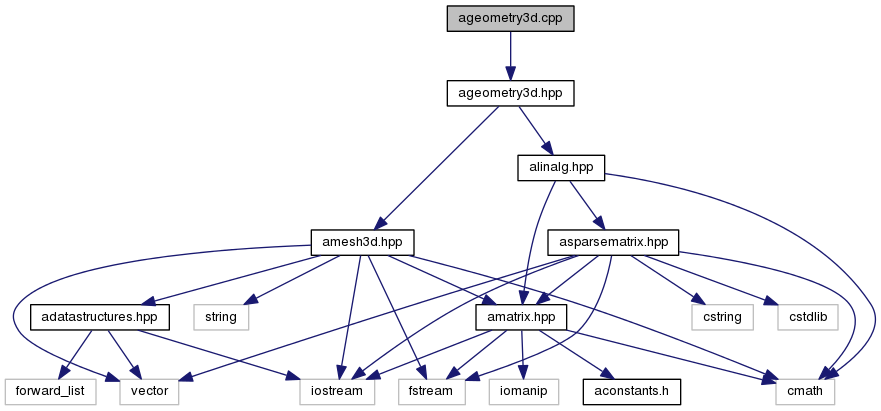 ageometry3d.cpp
ageometry3d.hpp
alinalg.hpp
amesh3d.hpp
asparsematrix.hpp
adatastructures.hpp
string
amatrix.hpp
cstring
cstdlib
forward_list
vector
iostream
fstream
iomanip
aconstants.h
cmath